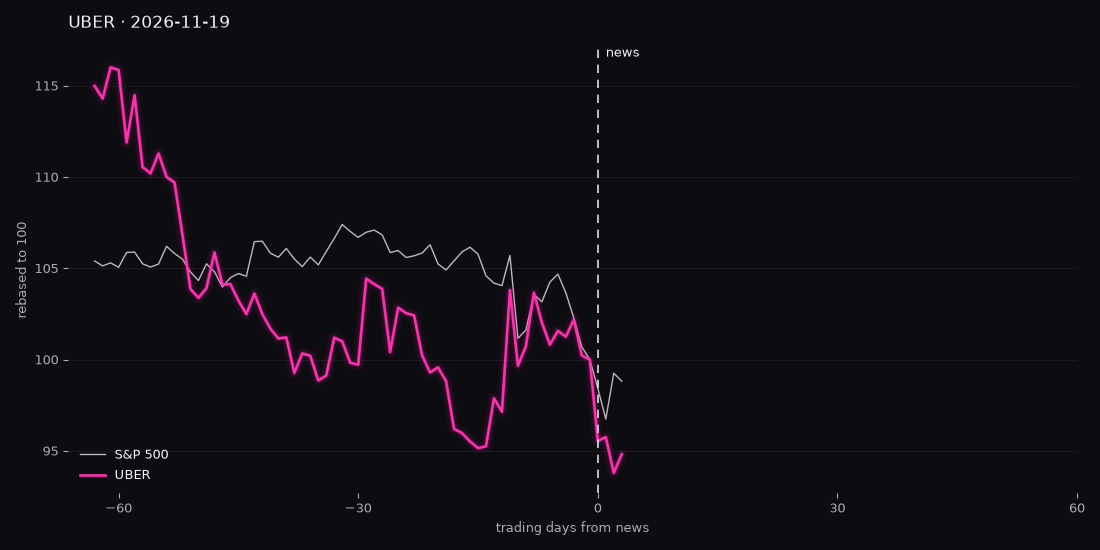 UBER · 2026-11-19
news
115
110
105
100
95
rebased to 100
S&P 500
UBER
−60
−30
0
30
60
trading days from news